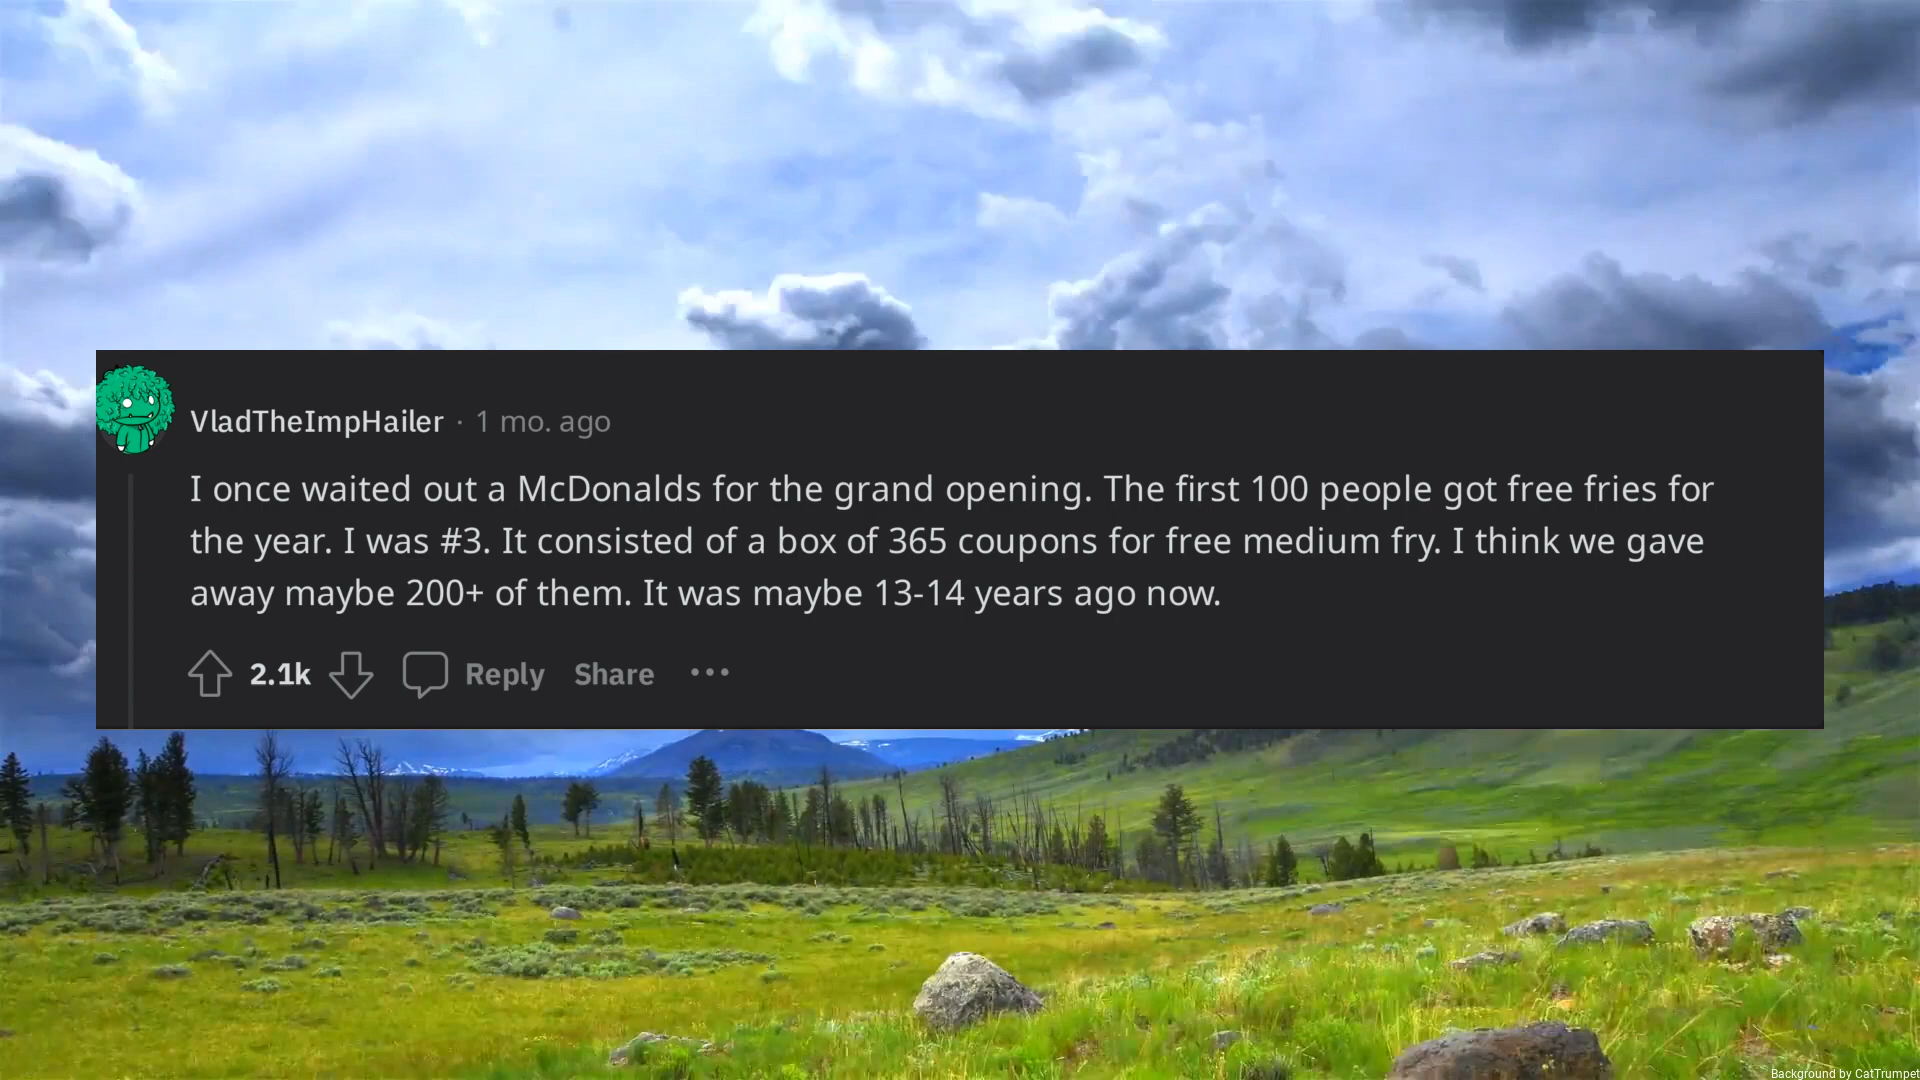 VladTheImpHailer · 1 mo. ago
I once waited out a McDonalds for the grand opening. The first 100 people got free fries for
the year. I was #3. It consisted of a box of 365 coupons for free medium fry. I think we gave
away maybe 200+ of them. It was maybe 13-14 years ago now.
2.1k Reply Share ···
Background by CatTrumpet